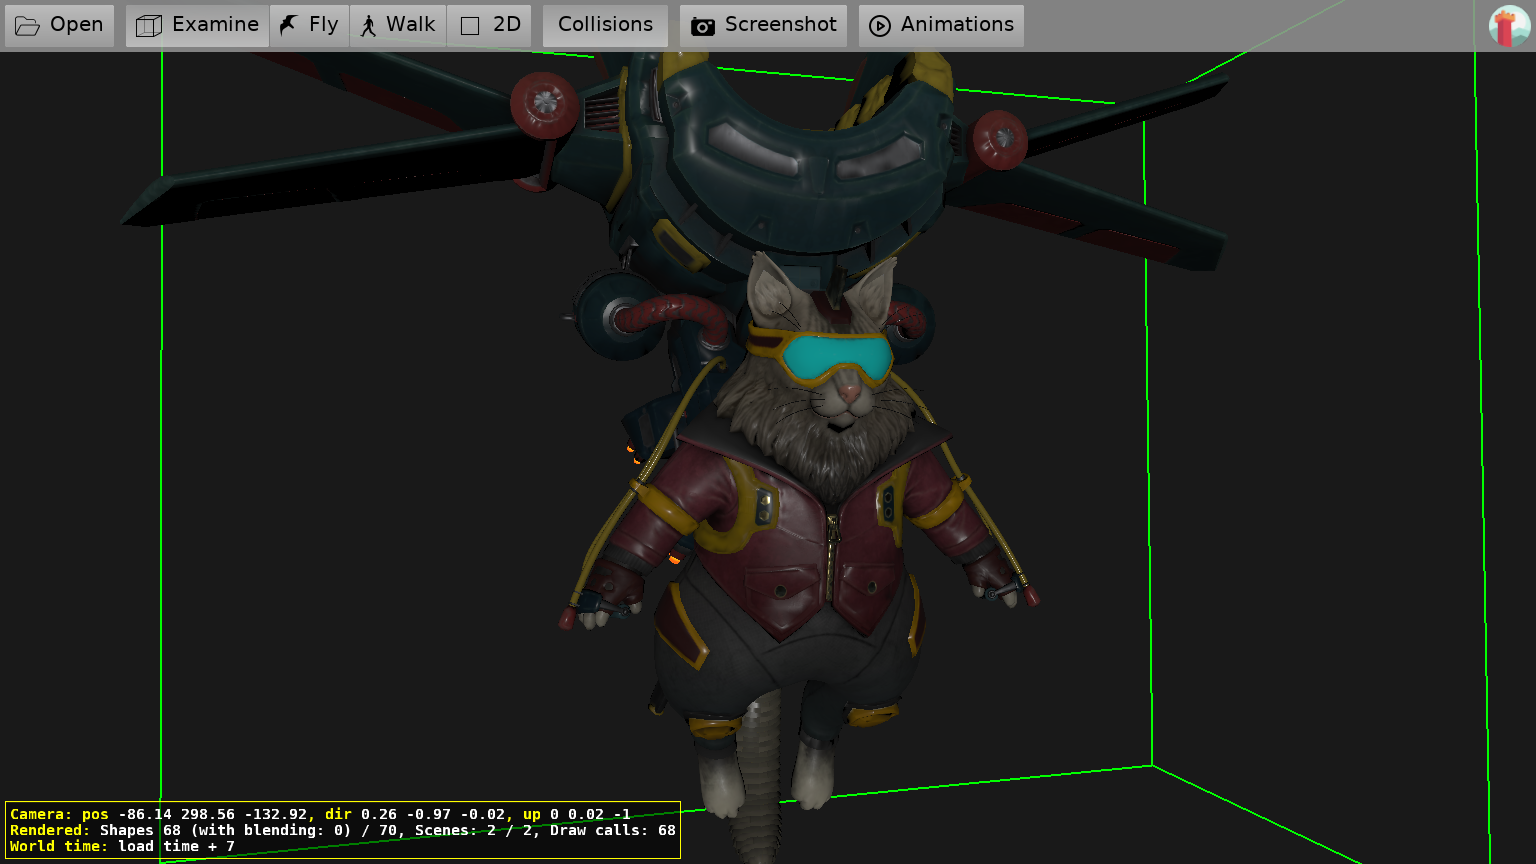 Open Examine Fly Walk 2D Collisions Screenshot Animations
Camera: pos -86.14 298.56 -132.92, dir 0.26 -0.97 -0.02, up 0 0.02 -1
Rendered: Shapes 68 (with blending: 0) / 70, Scenes: 2 / 2, Draw calls: 68
World time: load time + 7